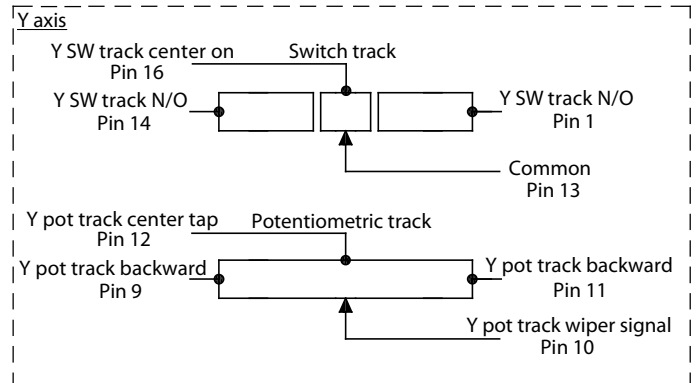 Y axis
Y SW track center on
Pin 16
Switch track
Y SW track N/O
Pin 14
Y SW track N/O
Pin 1
Common
Pin 13
Y pot track center tap
Pin 12
Potentiometric track
Y pot track backward
Pin 9
Y pot track backward
Pin 11
Y pot track wiper signal
Pin 10